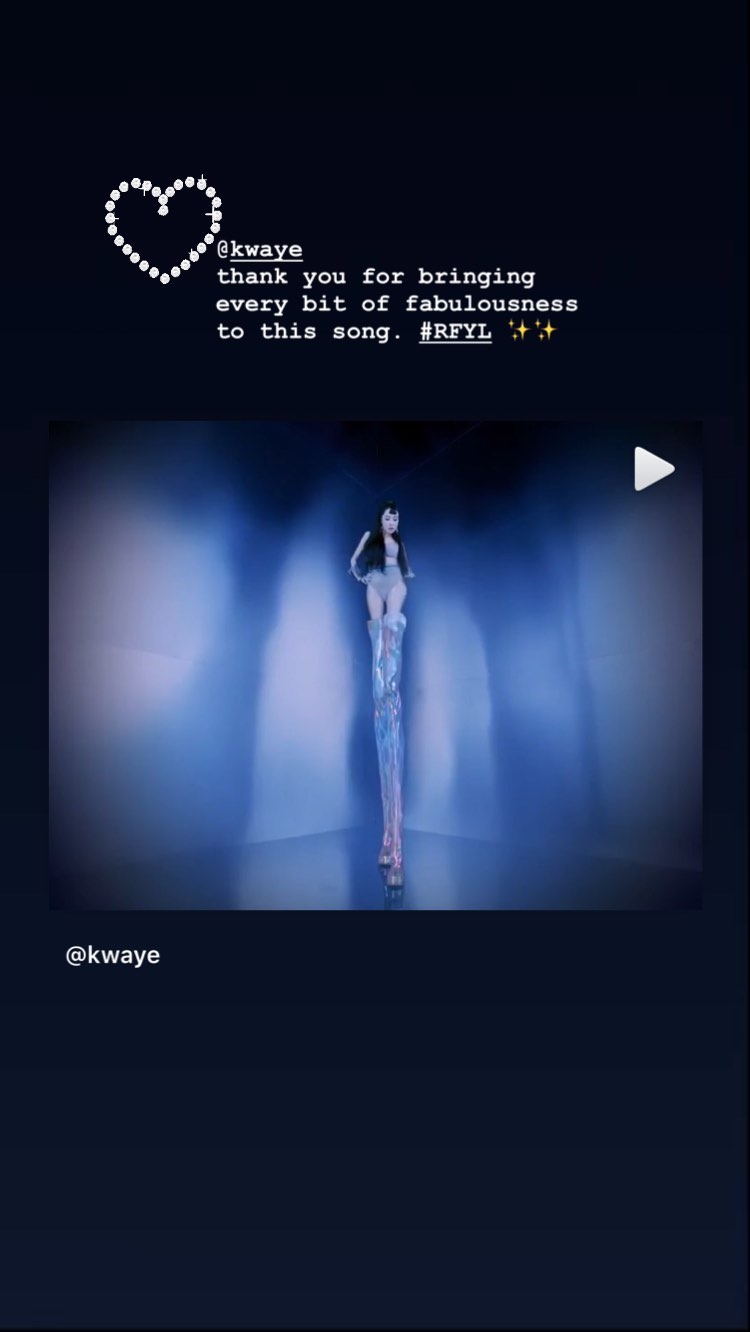 @kwaye
thank you for bringing
every bit of fabulousness
to this song. #RFYL ✨✨
@kwaye